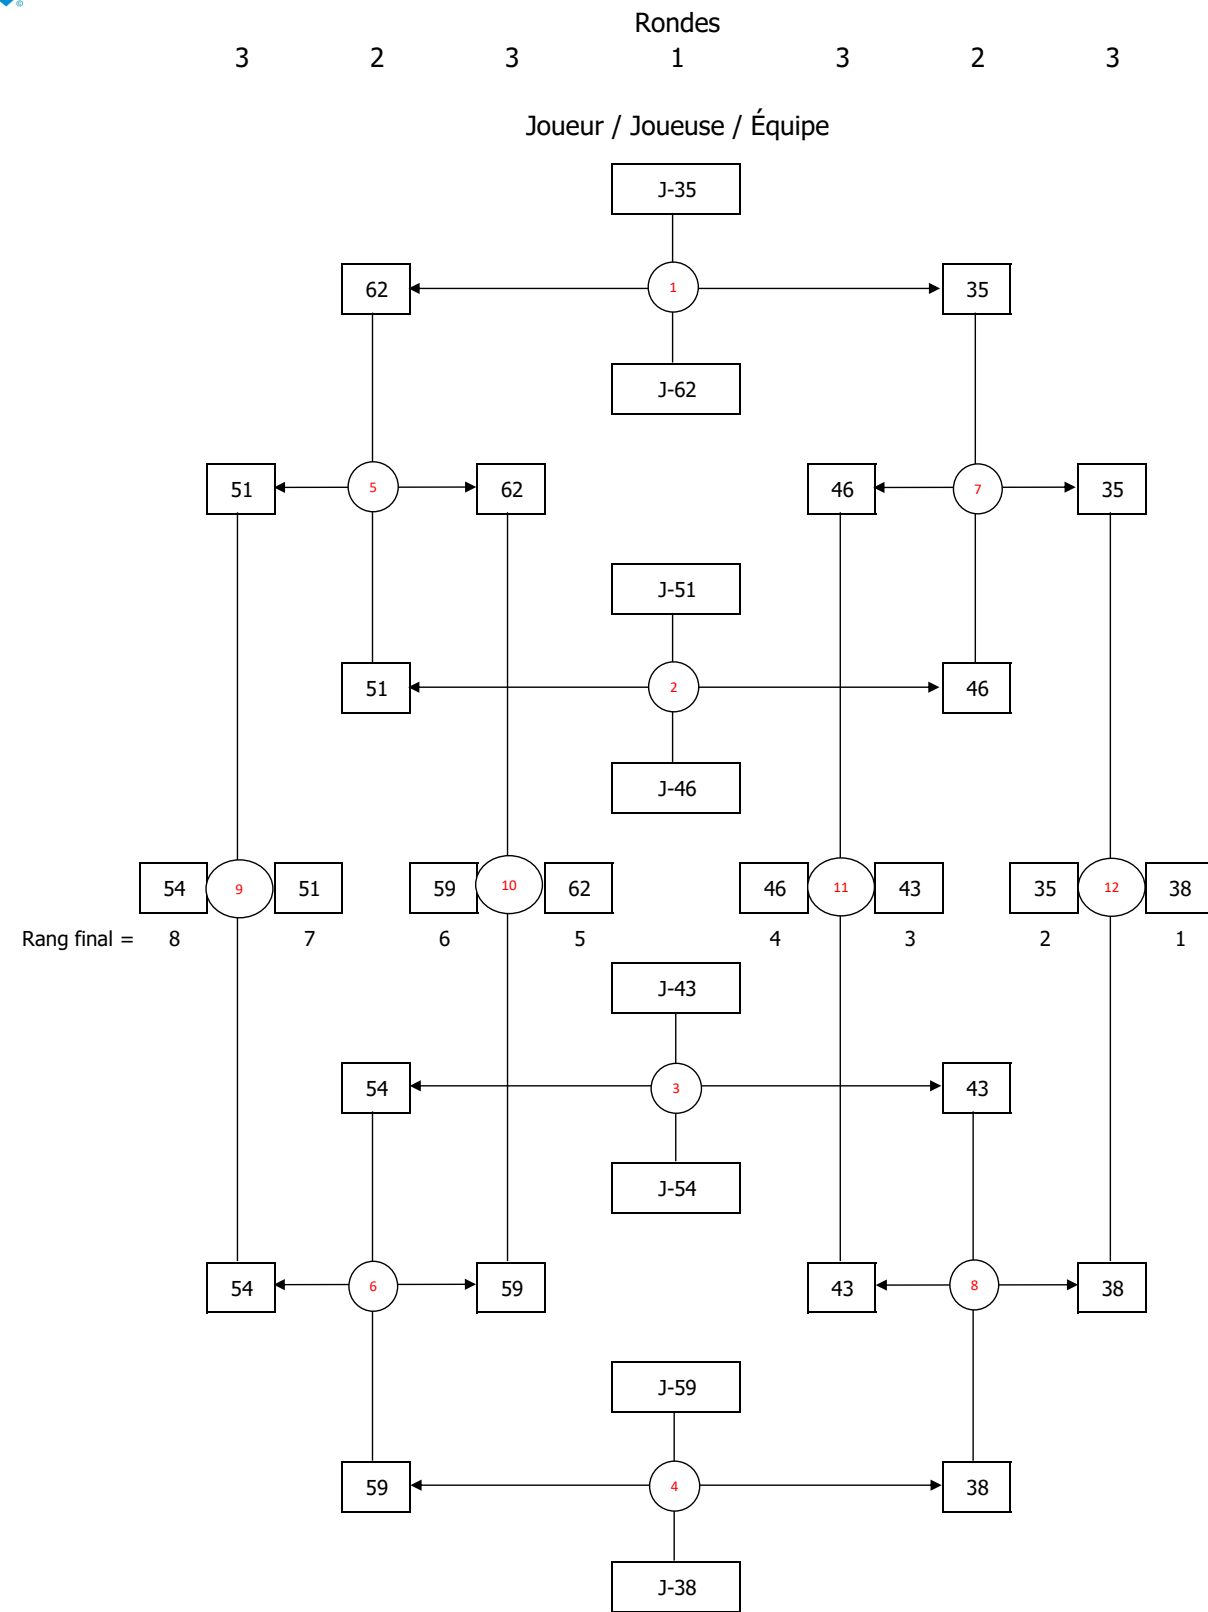 ©
Rondes
3 2 3 1 3 2 3
Joueur / Joueuse / Équipe
J-35
62 1 35
J-62
51 5 62 46 7 35
J-51
51 2 46
J-46
54 9 51 59 10 62 46 11 43 35 12 38
Rang final = 8 7 6 5 4 3 2 1
J-43
54 3 43
J-54
54 6 59 43 8 38
J-59
59 4 38
J-38